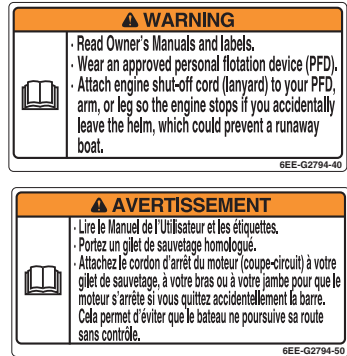 WARNING
· Read Owner's Manuals and labels.
· Wear an approved personal flotation device (PFD).
· Attach engine shut-off cord (lanyard) to your PFD,
arm, or leg so the engine stops if you accidentally
leave the helm, which could prevent a runaway
boat.
6EE-G2794-40
AVERTISSEMENT
· Lire le Manuel de l'Utilisateur et les étiquettes.
· Portez un gilet de sauvetage homologué.
· Attachez le cordon d'arrêt du moteur (coupe-circuit) à votre
gilet de sauvetage, à votre bras ou à votre jambe pour que le
moteur s'arrête si vous quittez accidentellement la barre.
Cela permet d'éviter que le bateau ne poursuive sa route
sans contrôle.
6EE-G2794-50